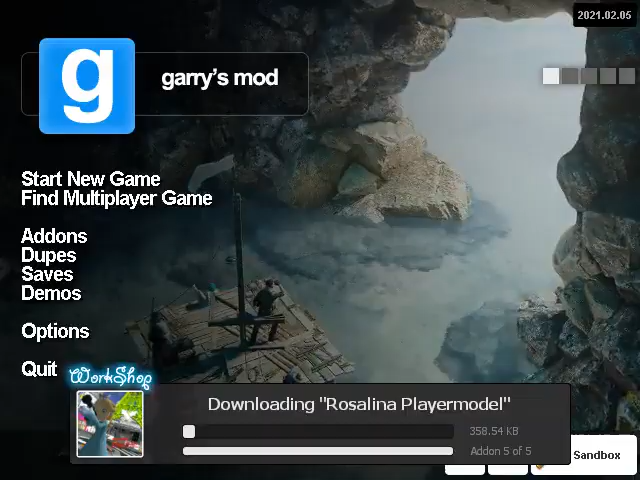 2021.02.05
g
garry's mod
Start New Game
Find Multiplayer Game
Addons
Dupes
Saves
Demos
Options
Quit
WorkShop
Downloading "Rosalina Playermodel"
358.54 KB
Addon 5 of 5
Sandbox